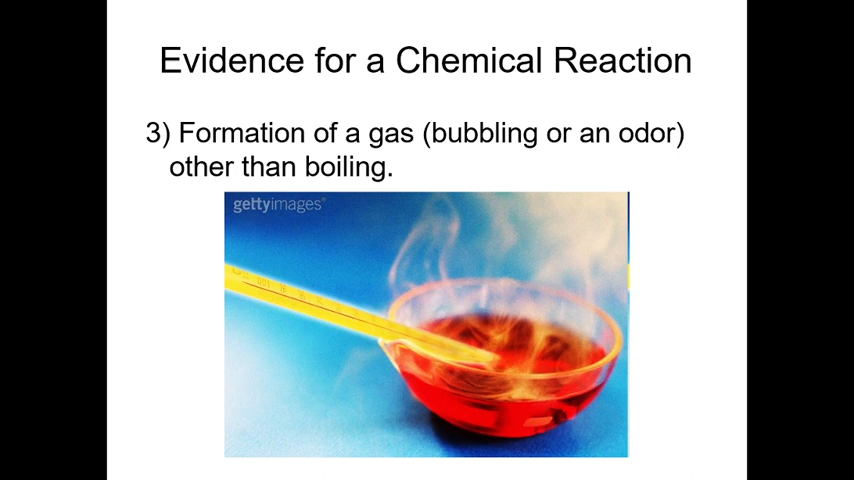 Evidence for a Chemical Reaction
3) Formation of a gas (bubbling or an odor)
other than boiling.
gettyimages®